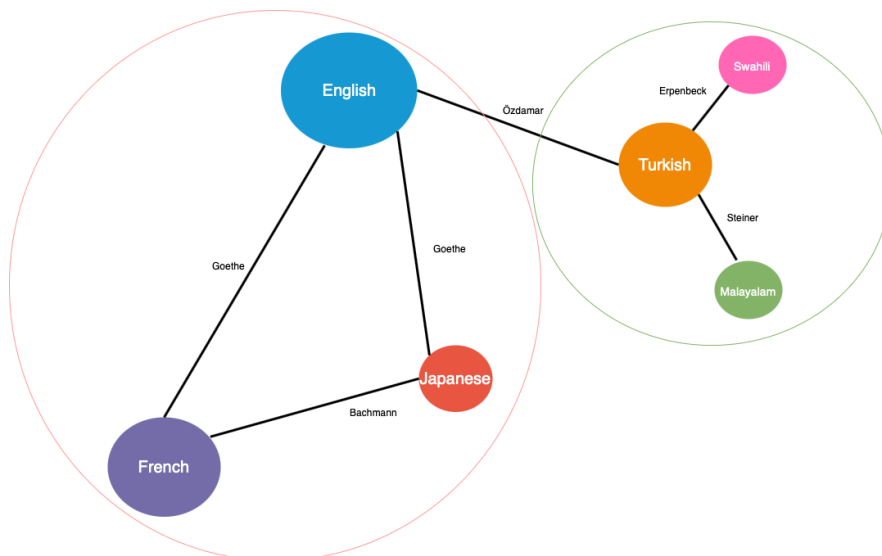 Swahili
English
Erpenbeck
Özdamar
Turkish
Steiner
Goethe
Goethe
Malayalam
Japanese
Bachmann
French